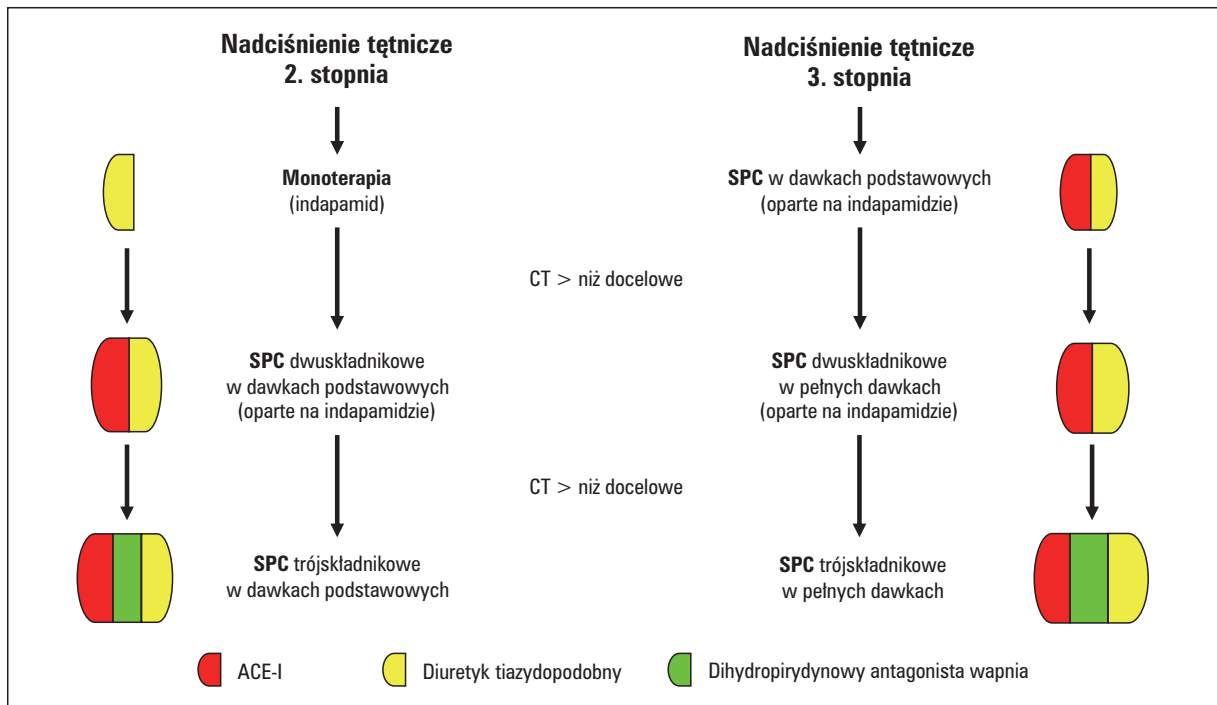 Nadciśnienie tętnicze
2. stopnia
Nadciśnienie tętnicze
3. stopnia
Monoterapia
(indapamid)
SPC w dawkach podstawowych
(oparte na indapamidzie)
CT > niż docelowe
SPC dwuskładnikowe
w dawkach podstawowych
(oparte na indapamidzie)
SPC dwuskładnikowe
w pełnych dawkach
(oparte na indapamidzie)
CT > niż docelowe
SPC trójskładnikowe
w dawkach podstawowych
SPC trójskładnikowe
w pełnych dawkach
ACE-I
Diuretyk tiazydopodobny
Dihydropirydynowy antagonista wapnia